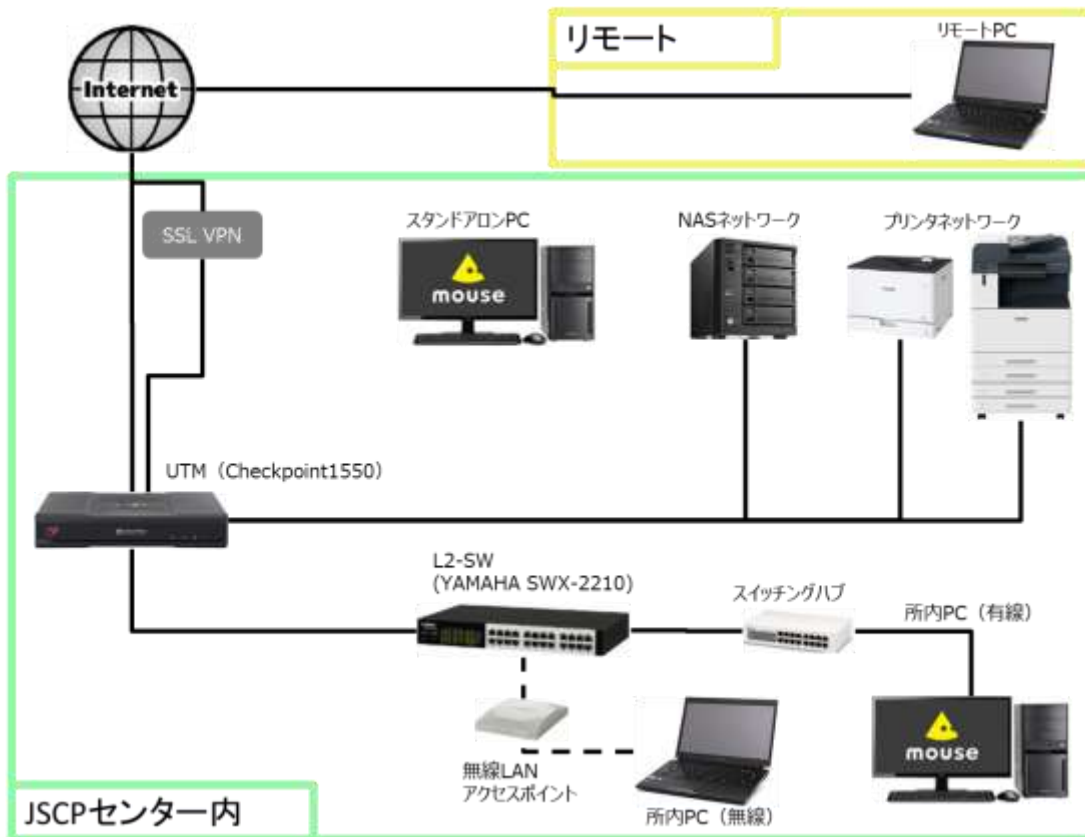 リモート
リモートPC
Internet
SSL VPN
スタンドアロンPC
NASネットワーク
プリンタネットワーク
mouse
UTM（Checkpoint1550）
L2-SW
(YAMAHA SWX-2210)
スイッチングハブ
所内PC（有線）
無線LAN
アクセスポイント
所内PC（無線）
mouse
JSCPセンター内